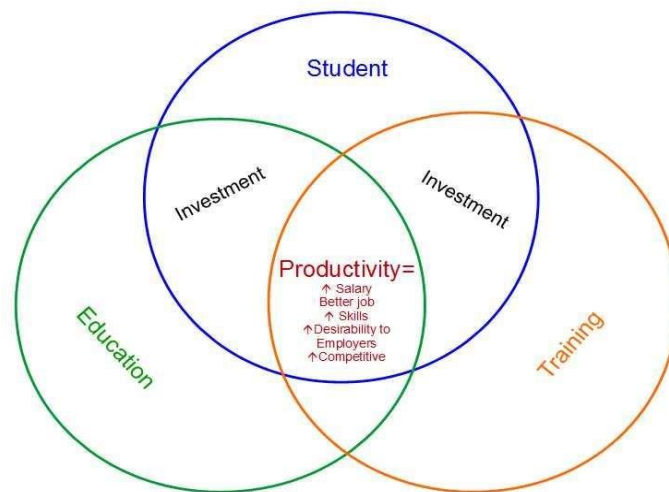 Student
Investment
Investment
Productivity=
↑ Salary
Better job
↑ Skills
↑Desirability to
Employers
↑Competitive
Education
Training